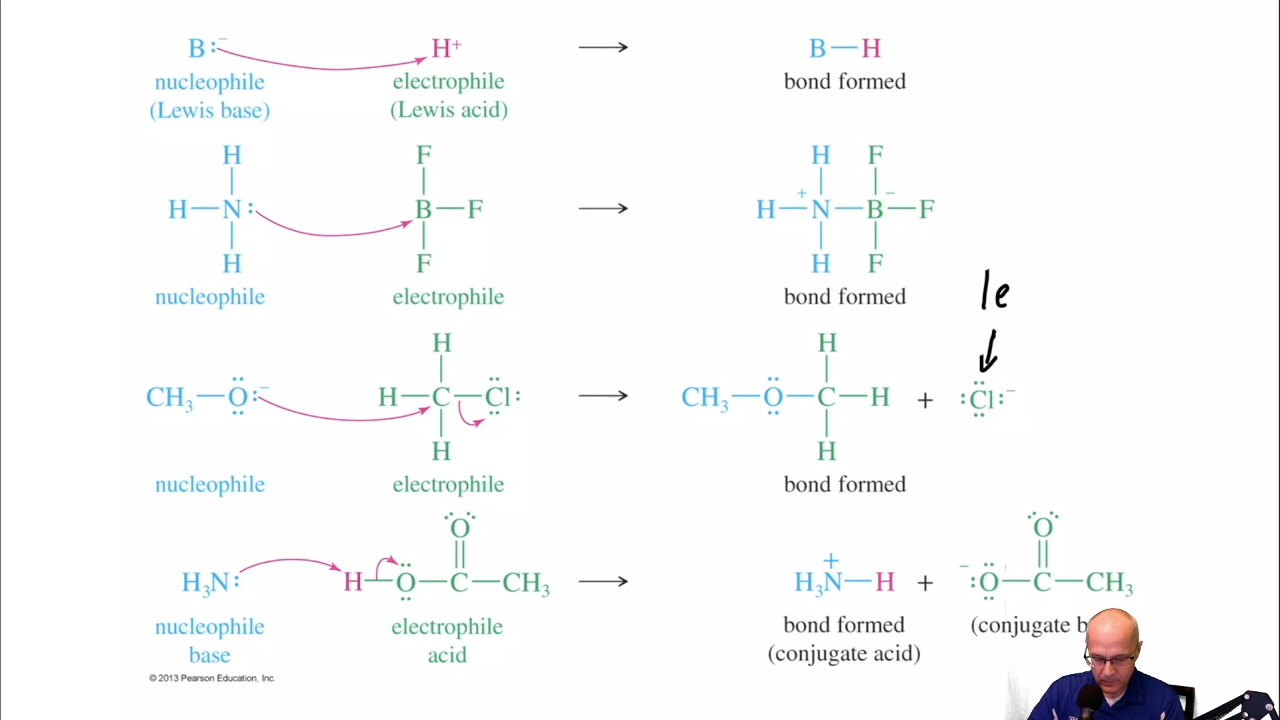 B:⁻ H⁺ ⟶ B—H
nucleophile electrophile bond formed
(Lewis base) (Lewis acid)
H F H F
H—N: B—F ⟶ H—N⁺—B⁻—F
H F H F
nucleophile electrophile bond formed
le
H H
CH₃—O:⁻ H—C—Cl: ⟶ CH₃—O—C—H + :Cl:⁻
H H
nucleophile electrophile bond formed
O O
H₃N: H—O—C—CH₃ ⟶ H₃N⁺—H + ⁻:O—C—CH₃
nucleophile electrophile bond formed (conjugate b
base acid (conjugate acid)
© 2013 Pearson Education, Inc.